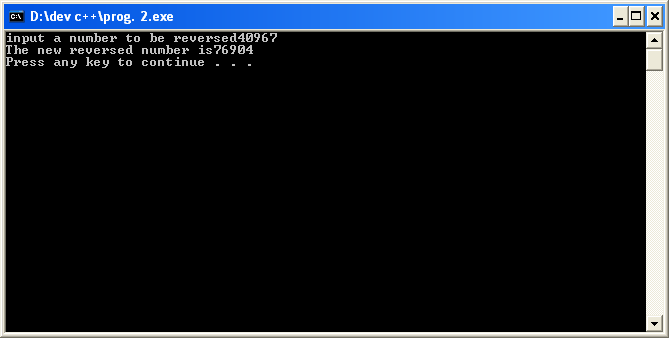 D:\dev c++\prog. 2.exe
input a number to be reversed40967
The new reversed number is76904
Press any key to continue . . .